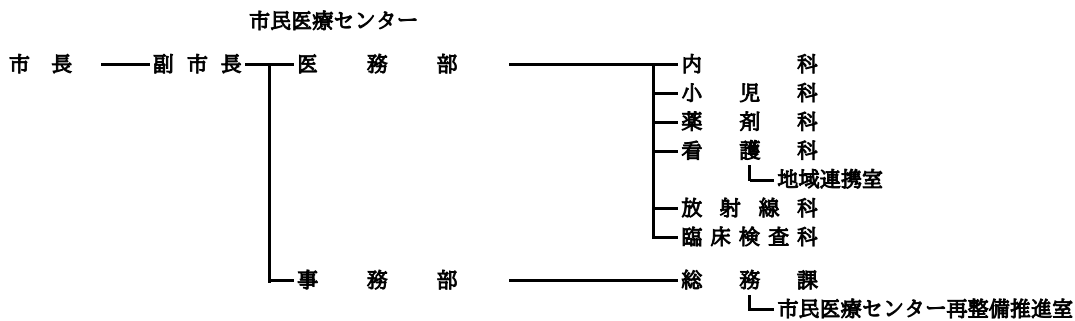 市民医療センター
市長 副市長 医務部 内科
小児科
薬剤科
看護科
地域連携室
放射線科
臨床検査科
事務部 総務課
市民医療センター再整備推進室